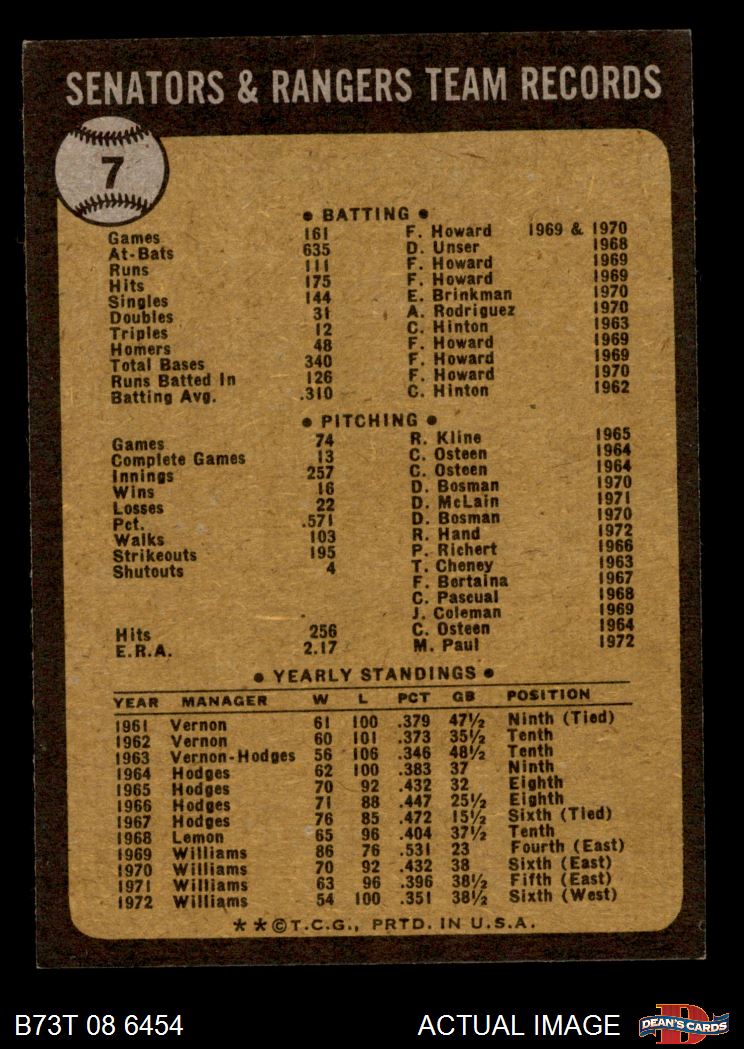 SENATORS & RANGERS TEAM RECORDS
7
● BATTING ●
Games 161 F. Howard 1969 & 1970
At-Bats 635 D. Unser 1968
Runs 111 F. Howard 1969
Hits 175 F. Howard 1969
Singles 144 E. Brinkman 1970
Doubles 31 A. Rodriguez 1970
Triples 12 C. Hinton 1963
Homers 48 F. Howard 1969
Total Bases 340 F. Howard 1969
Runs Batted In 126 F. Howard 1970
Batting Avg. .310 C. Hinton 1962
● PITCHING ●
Games 74 R. Kline 1965
Complete Games 13 C. Osteen 1964
Innings 257 C. Osteen 1964
Wins 16 D. Bosman 1970
Losses 22 D. McLain 1971
Pct. .571 D. Bosman 1970
Walks 103 R. Hand 1972
Strikeouts 195 P. Richert 1966
Shutouts 4 T. Cheney 1963
F. Bertaina 1967
C. Pascual 1968
J. Coleman 1969
Hits 256 C. Osteen 1964
E.R.A. 2.17 M. Paul 1972
● YEARLY STANDINGS ●
YEAR MANAGER W L PCT GB POSITION
1961 Vernon 61 100 .379 47½ Ninth (Tied)
1962 Vernon 60 101 .373 35½ Tenth
1963 Vernon-Hodges 56 106 .346 48½ Tenth
1964 Hodges 62 100 .383 37 Ninth
1965 Hodges 70 92 .432 32 Eighth
1966 Hodges 71 88 .447 25½ Eighth
1967 Hodges 76 85 .472 15½ Sixth (Tied)
1968 Lemon 65 96 .404 37½ Tenth
1969 Williams 86 76 .531 23 Fourth (East)
1970 Williams 70 92 .432 38 Sixth (East)
1971 Williams 63 96 .396 38½ Fifth (East)
1972 Williams 54 100 .351 38½ Sixth (West)
**©T.C.G., PRTD. IN U.S.A.
B73T 08 6454 ACTUAL IMAGE DEAN'S CARDS